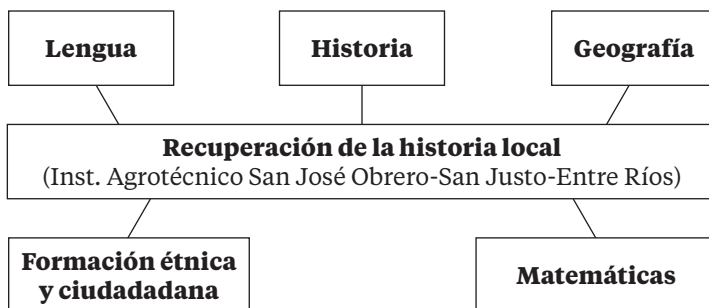 Lengua
Historia
Geografía
Recuperación de la historia local
(Inst. Agrotécnico San José Obrero-San Justo-Entre Ríos)
Formación étnica
y ciudadadana
Matemáticas